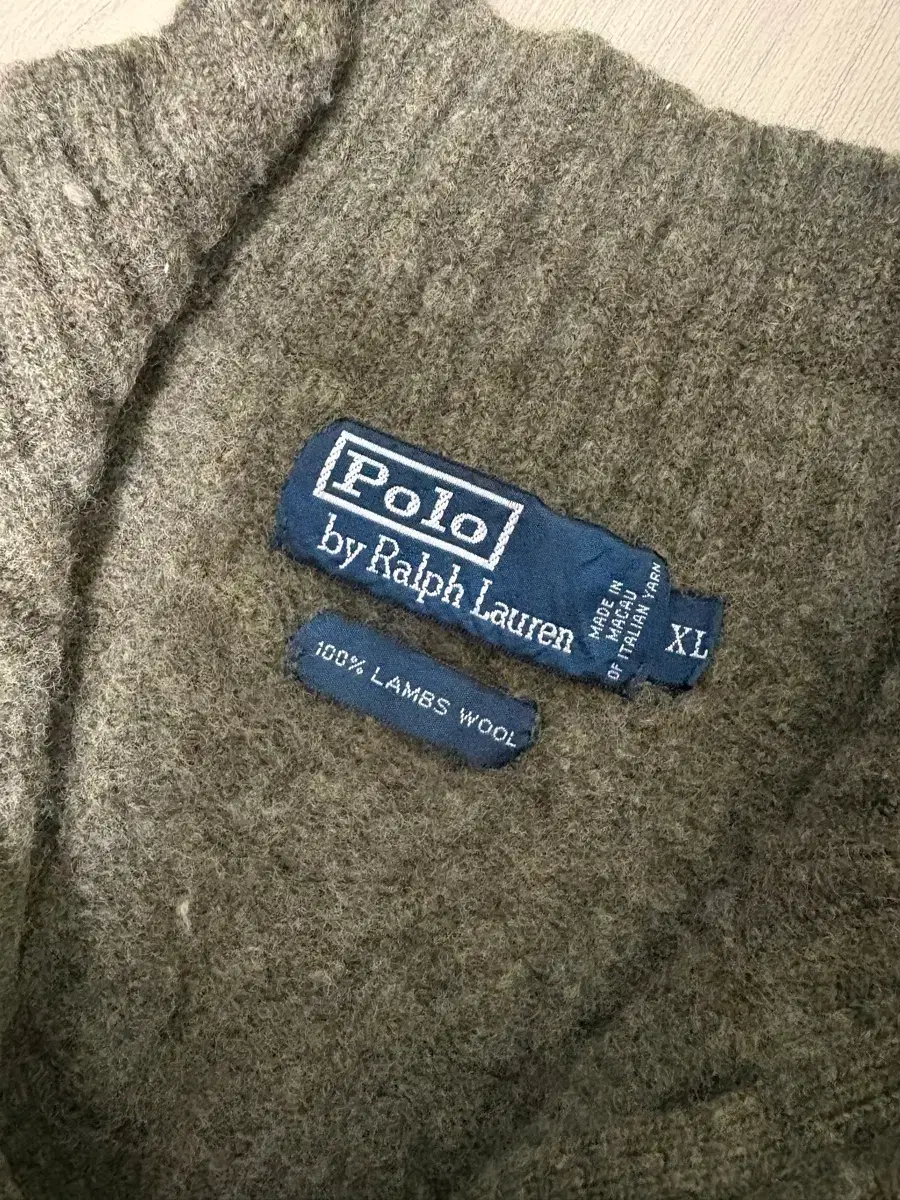 Polo
by Ralph Lauren
MADE IN
MACAU
OF ITALIAN YARN
XL
100% LAMBS WOOL